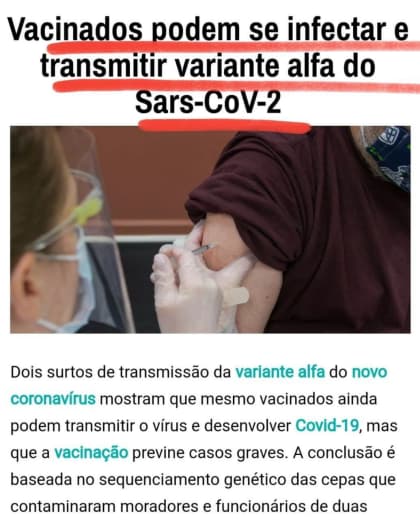 Vacinados podem se infectar e
transmitir variante alfa do
Sars-CoV-2
Dois surtos de transmissão da variante alfa do novo
coronavírus mostram que mesmo vacinados ainda
podem transmitir o vírus e desenvolver Covid-19, mas
que a vacinação previne casos graves. A conclusão é
baseada no sequenciamento genético das cepas que
contaminaram moradores e funcionários de duas